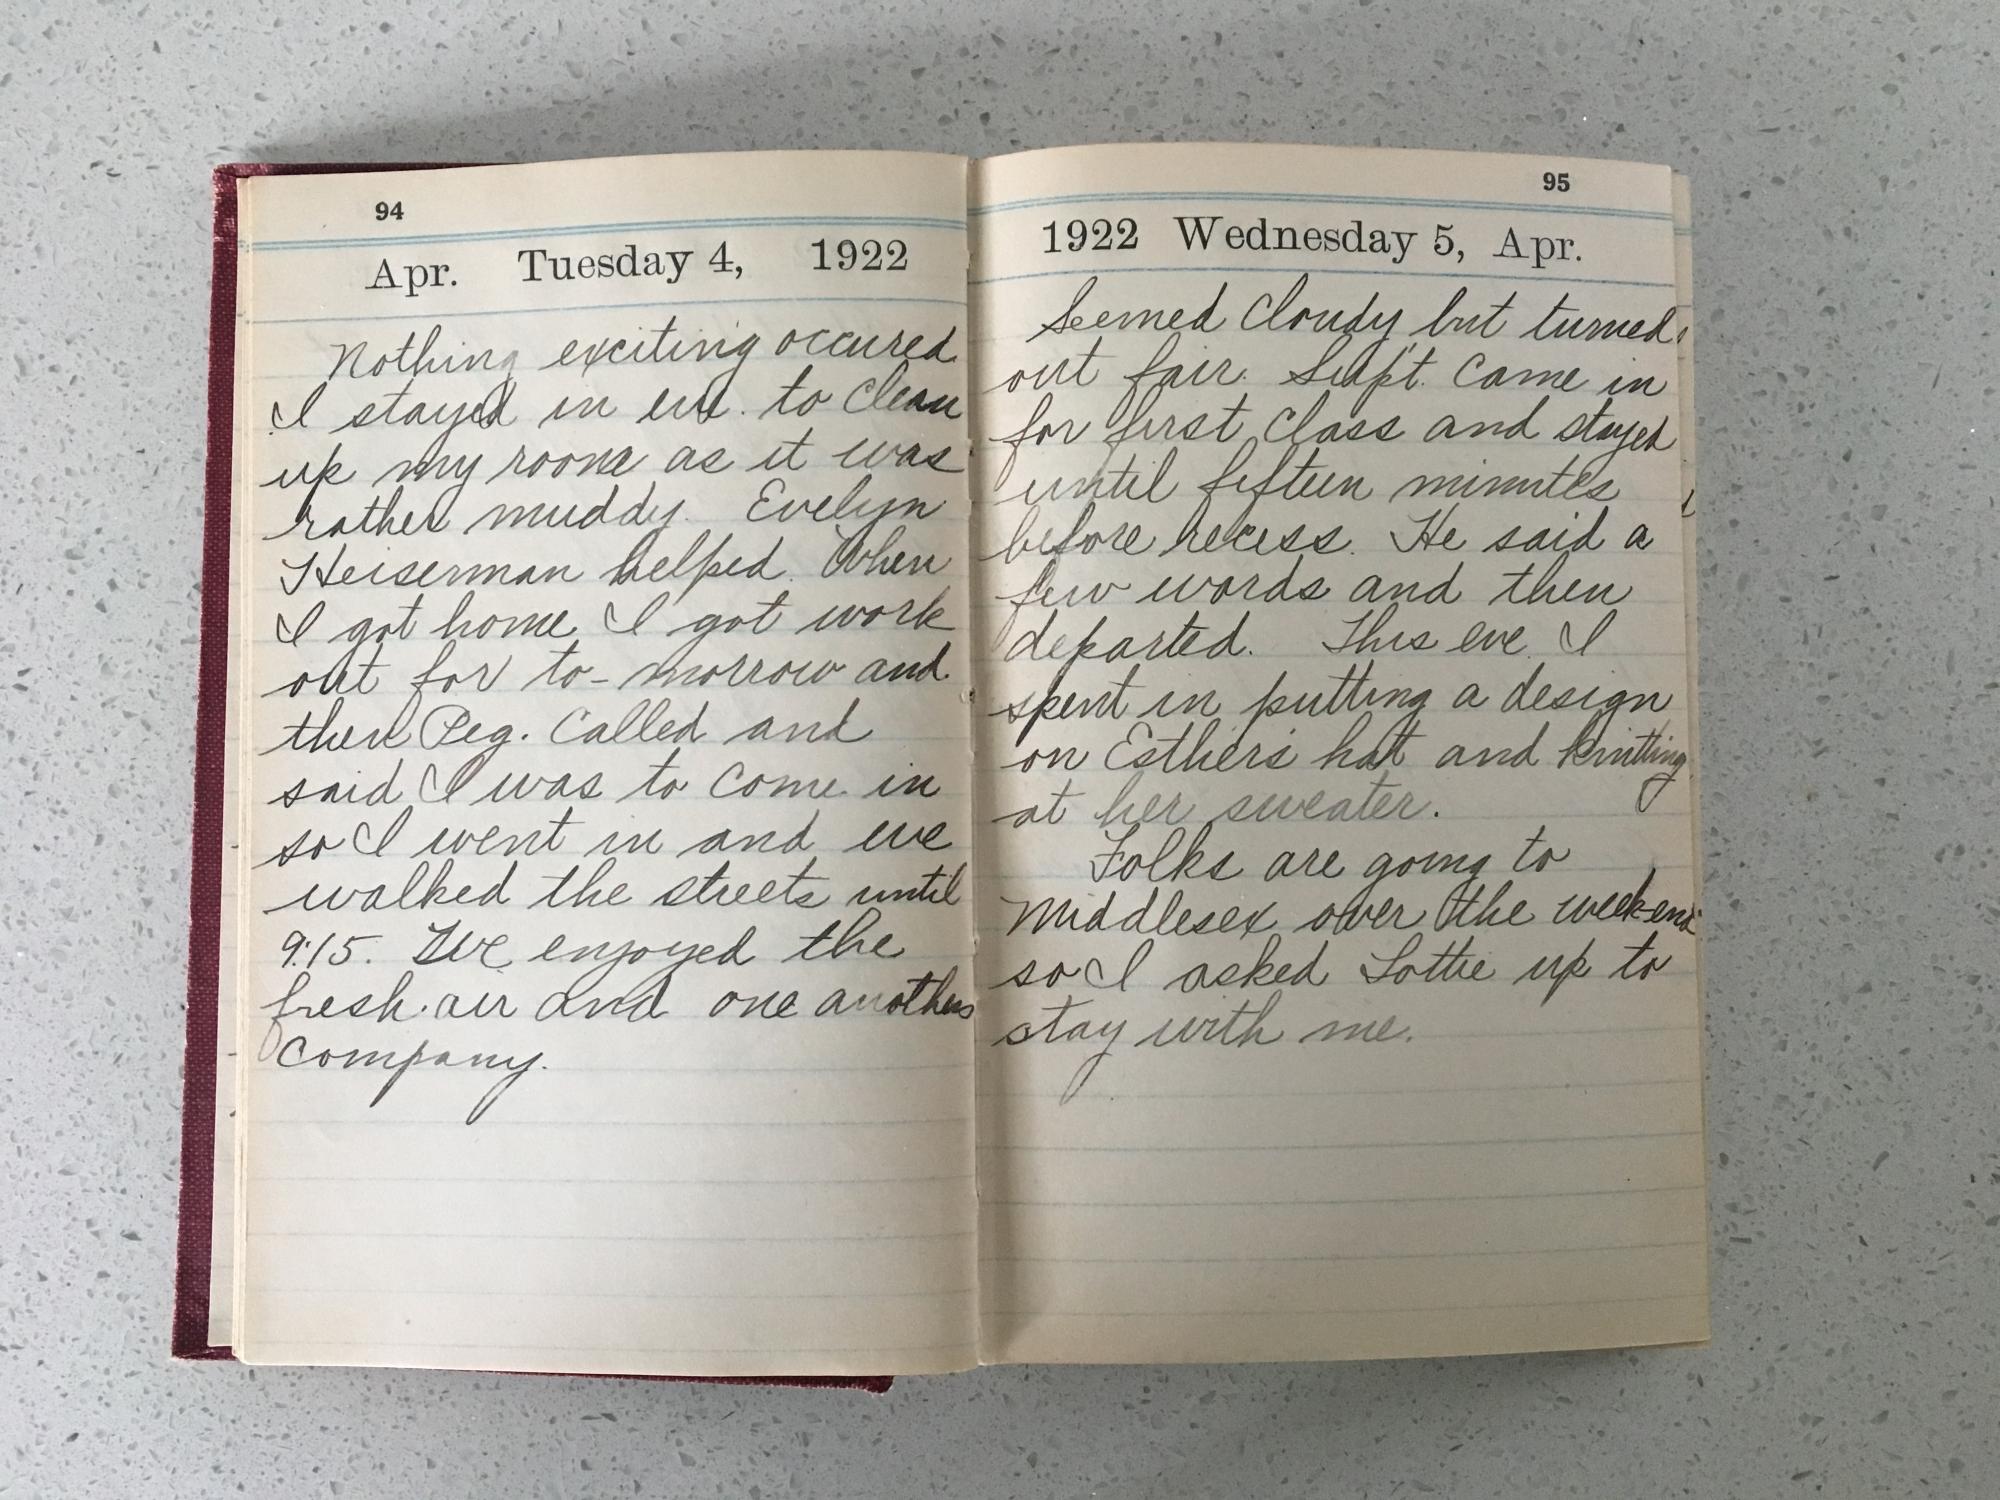 94
Apr. Tuesday 4, 1922
Nothing exciting occured
I stayed in eve. to clean
up my room as it was
rather muddy. Evelyn
Heiserman helped. When
I got home I got work
out for to-morrow and
then Peg. Called and
said I was to come in
so I went in and we
walked the streets until
9:15. We enjoyed the
fresh air and one anothers
company.
95
1922 Wednesday 5, Apr.
Seemed Cloudy but turned
out fair. Sup't. Came in
for first class and stayed
until fifteen minutes
before recess. He said a
few words and then
departed. This eve. I
spent in putting a design
on Esther's hat and knitting
at her sweater.
Folks are going to
Middlesex over the week-end
so I asked Lottie up to
stay with me.